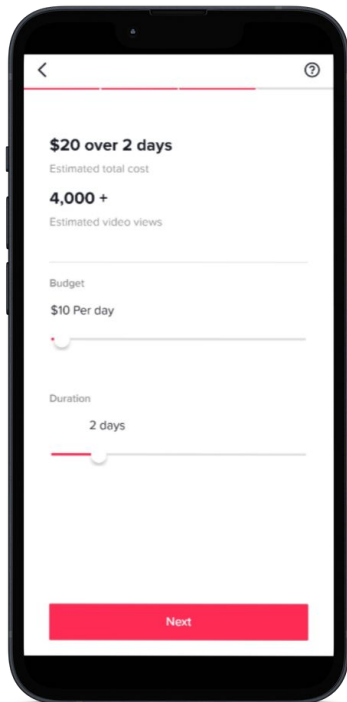 $20 over 2 days
Estimated total cost
4,000 +
Estimated video views
Budget
$10 Per day
Duration
2 days
Next